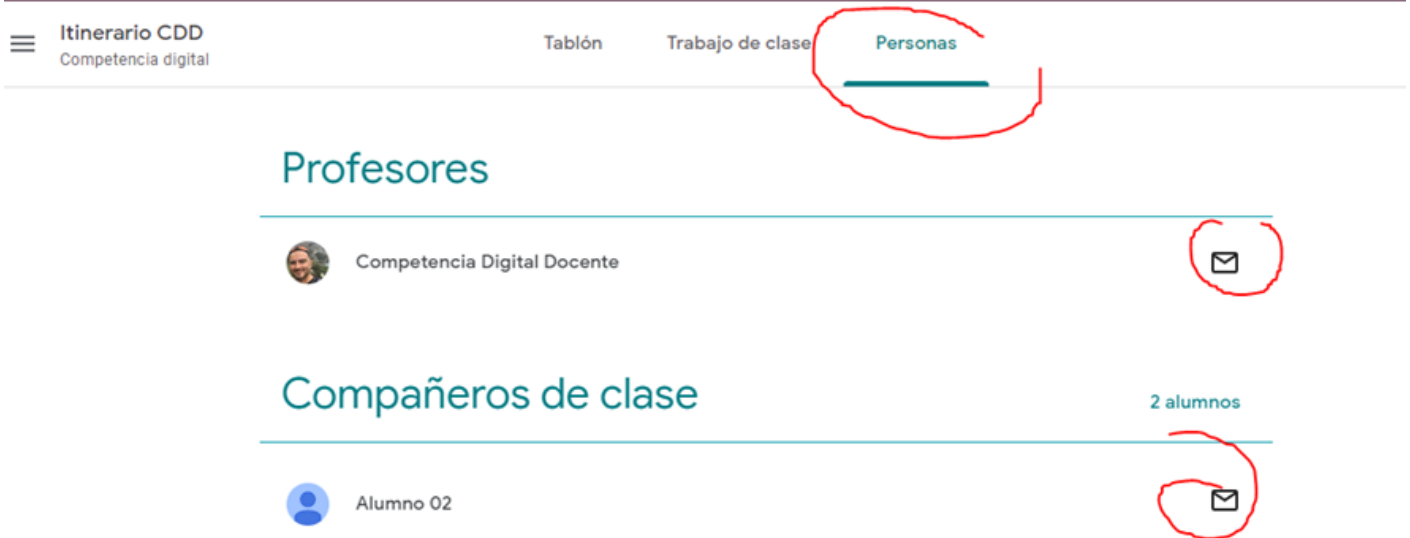 Itinerario CDD
Competencia digital
Tablón Trabajo de clase Personas
Profesores
Competencia Digital Docente
Compañeros de clase 2 alumnos
Alumno 02